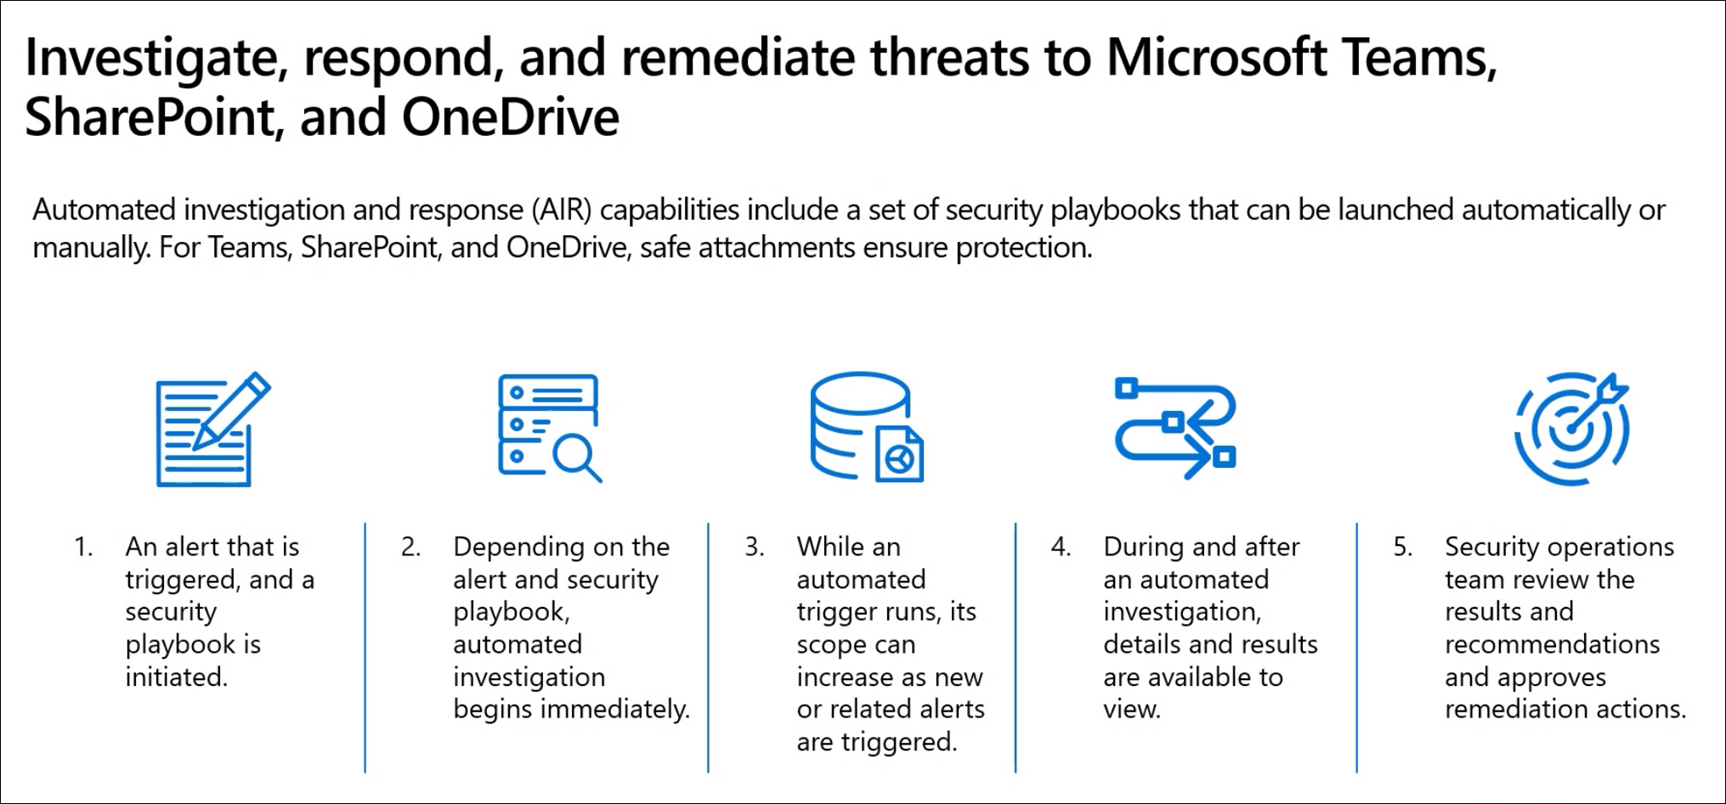 Investigate, respond, and remediate threats to Microsoft Teams,
SharePoint, and OneDrive
Automated investigation and response (AIR) capabilities include a set of security playbooks that can be launched automatically or
manually. For Teams, SharePoint, and OneDrive, safe attachments ensure protection.
1. An alert that is
triggered, and a
security
playbook is
initiated.
2. Depending on the
alert and security
playbook,
automated
investigation
begins immediately.
3. While an
automated
trigger runs, its
scope can
increase as new
or related alerts
are triggered.
4. During and after
an automated
investigation,
details and results
are available to
view.
5. Security operations
team review the
results and
recommendations
and approves
remediation actions.